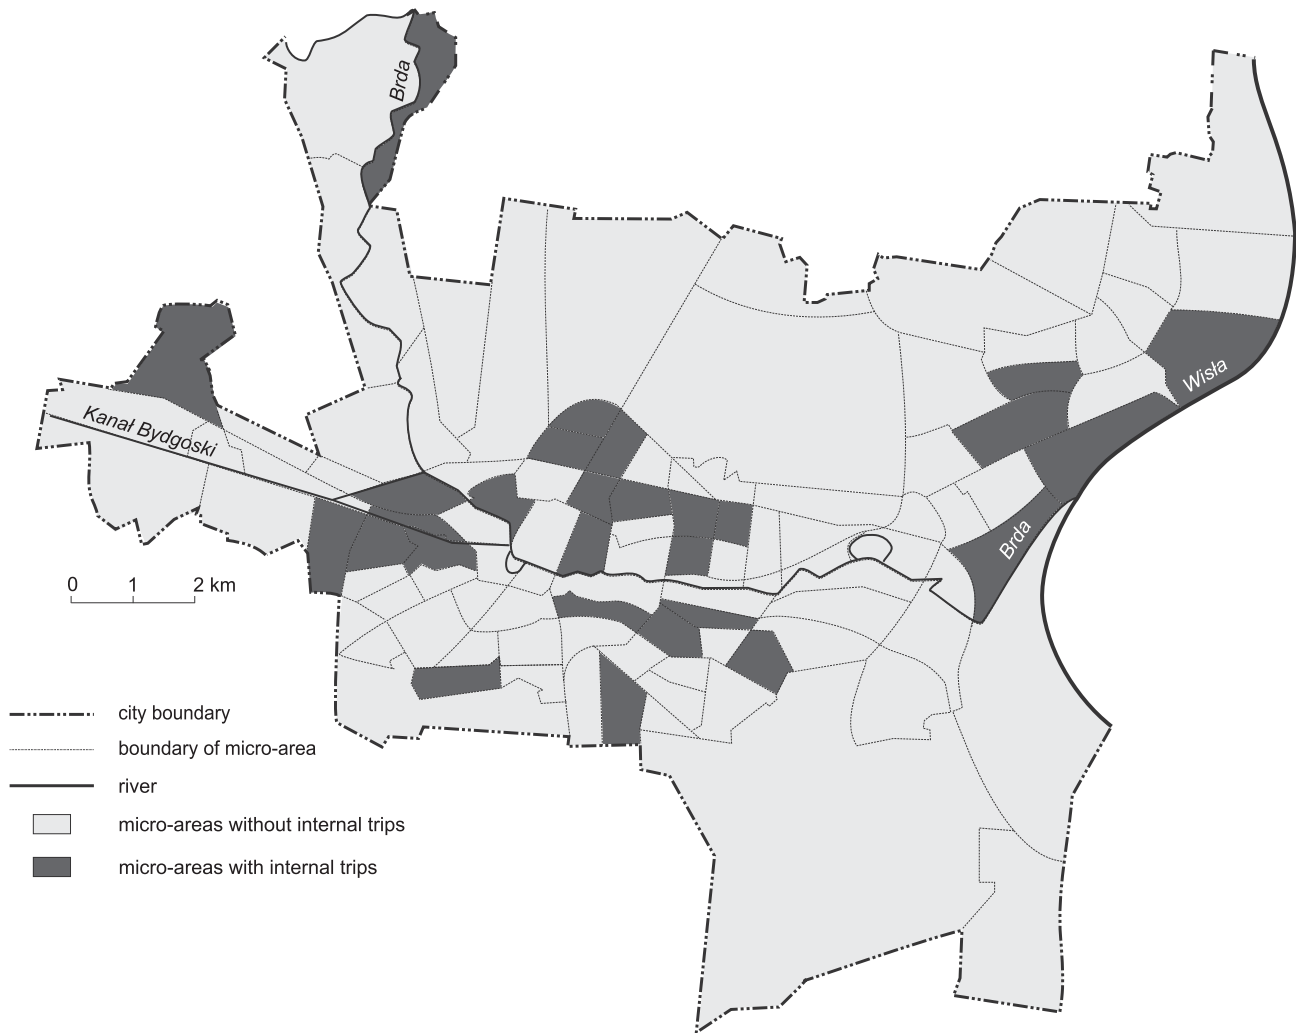 Brda
Wisła
Kanał Bydgoski
Brda
0 1 2 km
city boundary
boundary of micro-area
river
micro-areas without internal trips
micro-areas with internal trips